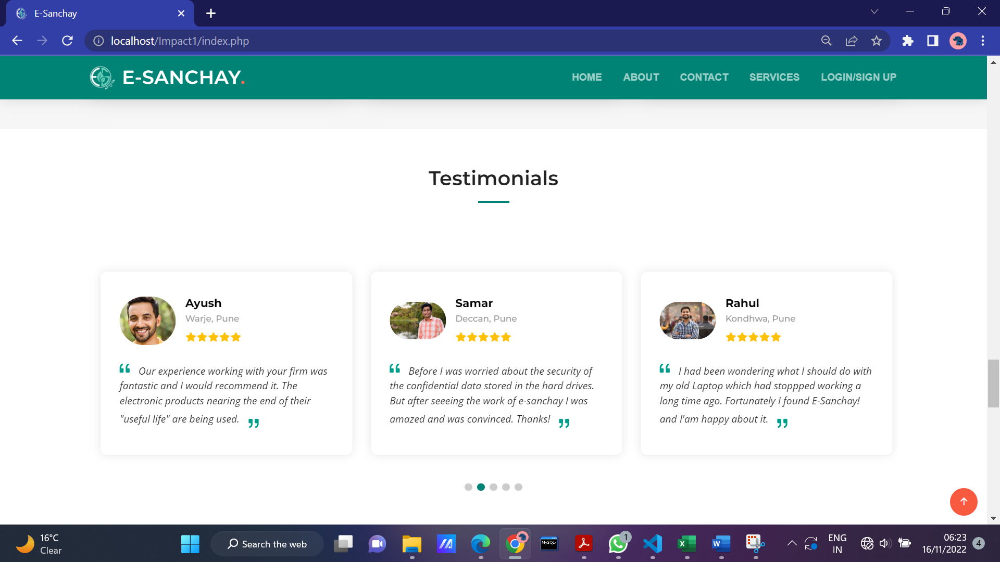 E-Sanchay
localhost/Impact1/index.php
E-SANCHAY.
HOME ABOUT CONTACT SERVICES LOGIN/SIGN UP
Testimonials
Ayush
Warje, Pune
Our experience working with your firm was
fantastic and I would recommend it. The
electronic products nearing the end of their
"useful life" are being used.
Samar
Deccan, Pune
Before I was worried about the security of
the confidential data stored in the hard drives.
But after seeeing the work of e-sanchay I was
amazed and was convinced. Thanks!
Rahul
Kondhwa, Pune
I had been wondering what I should do with
my old Laptop which had stoppped working a
long time ago. Fortunately I found E-Sanchay!
and I'am happy about it.
16°C
Clear
Search the web
MySQL>
1
ENG
IN
06:23
16/11/2022
4